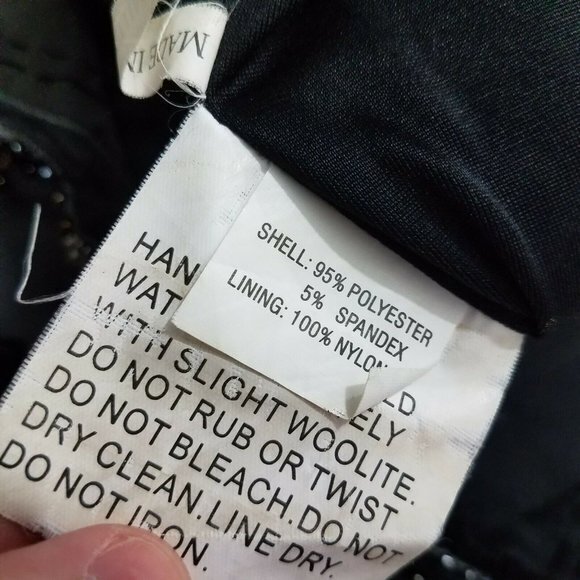 MADE IN
SHELL: 95% POLYESTER
5% SPANDEX
LINING: 100% NYLON
HAN
WAT
WITH SLIGHT WOOLITE.
DO NOT RUB OR TWIST
DO NOT BLEACH.DO NOT
DRY CLEAN.LINE DRY.
DO NOT IRON.